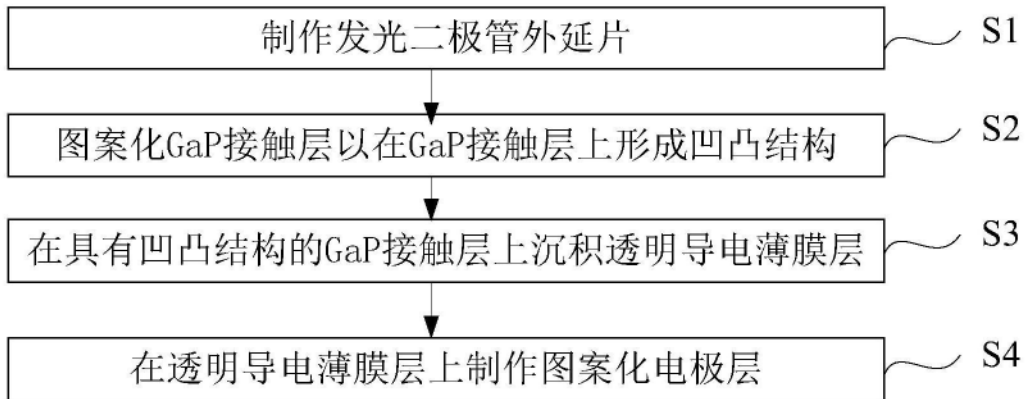 制作发光二极管外延片
S1
图案化GaP接触层以在GaP接触层上形成凹凸结构
S2
在具有凹凸结构的GaP接触层上沉积透明导电薄膜层
S3
在透明导电薄膜层上制作图案化电极层
S4